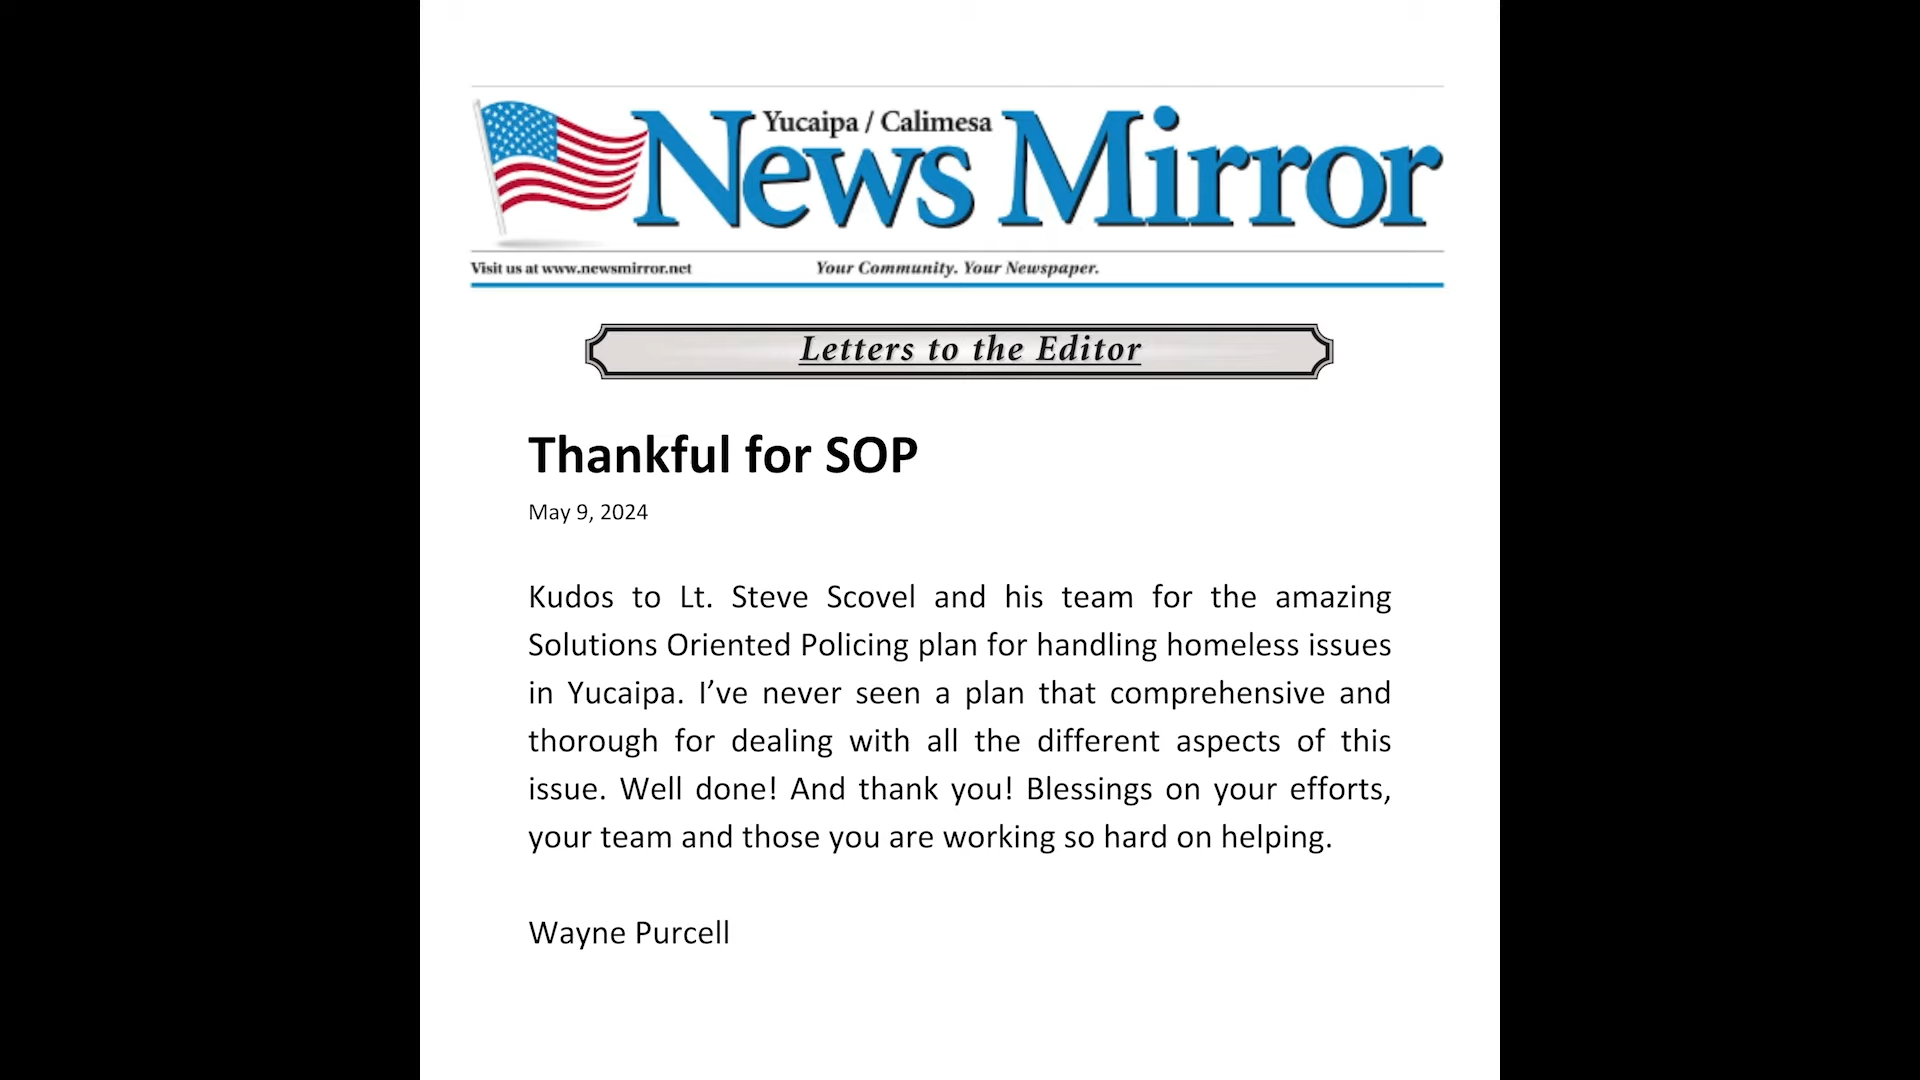 Yucaipa / Calimesa
News Mirror
Visit us at www.newsmirror.net Your Community. Your Newspaper.
Letters to the Editor
Thankful for SOP
May 9, 2024
Kudos to Lt. Steve Scovel and his team for the amazing
Solutions Oriented Policing plan for handling homeless issues
in Yucaipa. I’ve never seen a plan that comprehensive and
thorough for dealing with all the different aspects of this
issue. Well done! And thank you! Blessings on your efforts,
your team and those you are working so hard on helping.
Wayne Purcell